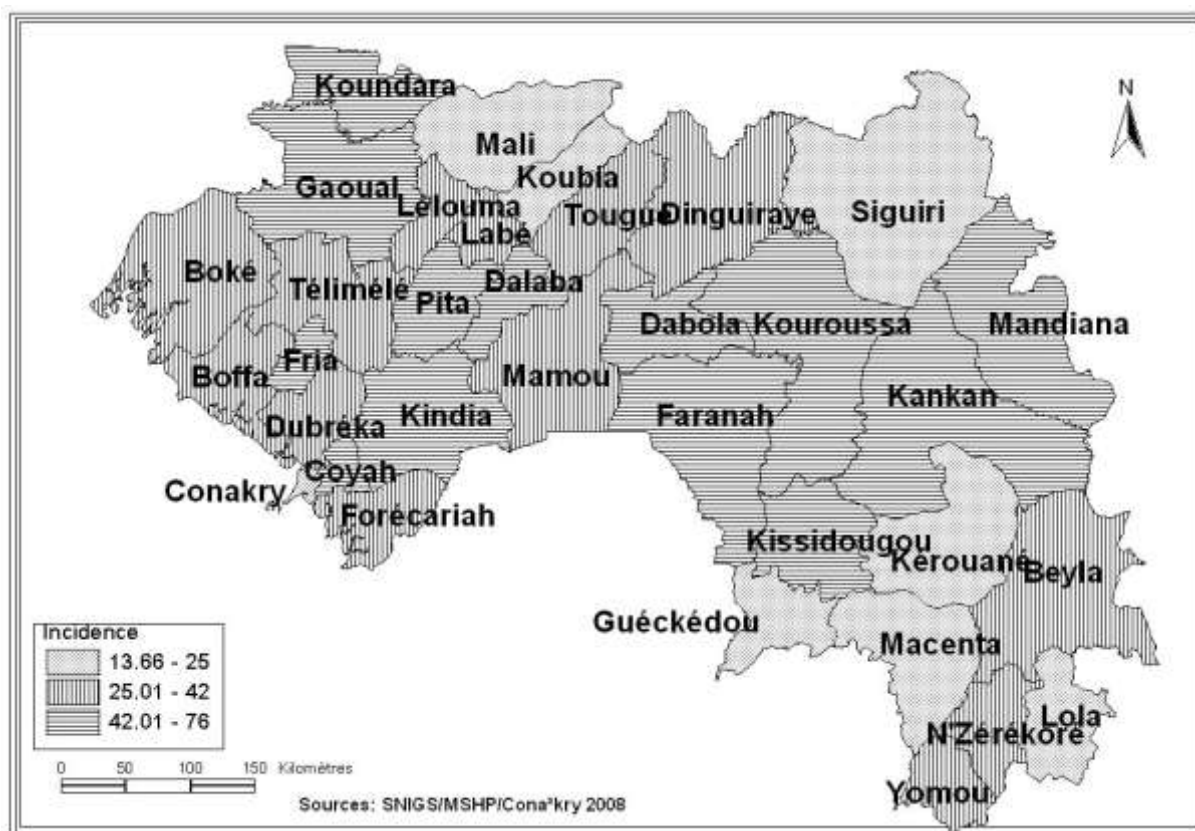 N
Koundara
Mali
Koubia
Gaoual
Lélouma
Tougue
Dinguiraye
Siguiri
Labé
Boké
Télimélé
Pita
Dalaba
Dabola
Kouroussa
Mandiana
Fria
Boffa
Mamou
Kankan
Kindia
Faranah
Dubréka
Coyah
Conakry
Forécariah
Kissidougou
Kérouané
Beyla
Guéckédou
Macenta
Lola
N'Zérékoré
Yomou
Incidence
13.66 - 25
25.01 - 42
42.01 - 76
0 50 100 150 Kilomètres
Sources: SNIGS/MSHP/Cona²kry 2008